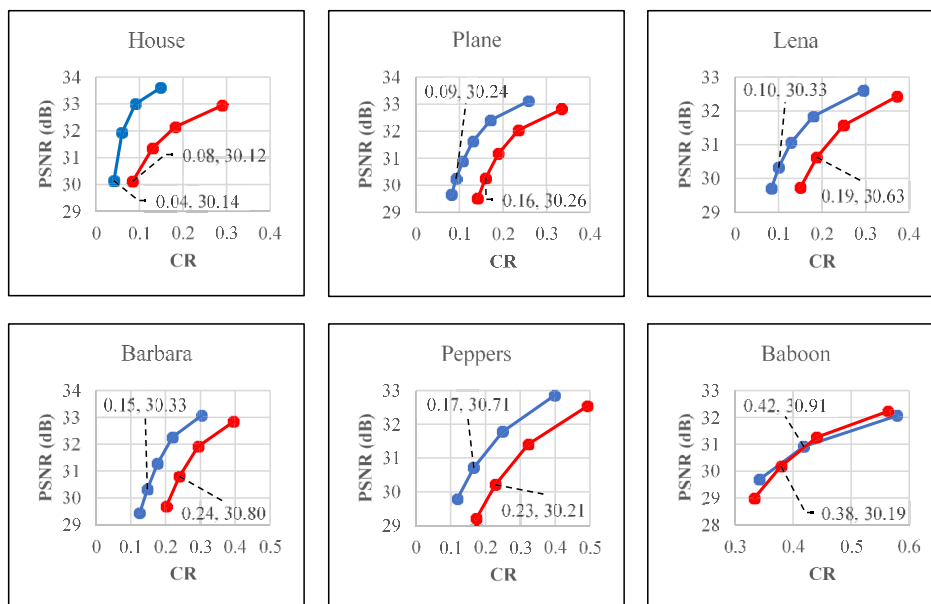 House
PSNR (dB)
34
33
32
31
30
29
0.08, 30.12
0.04, 30.14
0 0.1 0.2 0.3 0.4
CR
Plane
PSNR (dB)
34
33
32
31
30
29
0.09, 30.24
0.16, 30.26
0 0.1 0.2 0.3 0.4
CR
Lena
PSNR (dB)
33
32
31
30
29
0.10, 30.33
0.19, 30.63
0 0.1 0.2 0.3 0.4
CR
Barbara
PSNR (dB)
34
33
32
31
30
29
0.15, 30.33
0.24, 30.80
0 0.1 0.2 0.3 0.4 0.5
CR
Peppers
PSNR (dB)
33
32
31
30
29
0.17, 30.71
0.23, 30.21
0 0.1 0.2 0.3 0.4 0.5
CR
Baboon
PSNR (dB)
33
32
31
30
29
28
0.42, 30.91
0.38, 30.19
0.3 0.4 0.5 0.6
CR